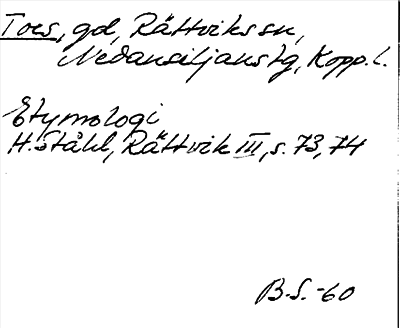 Tors, gd, Rättviks sn,
Nedansiljans tg, Kopp. l.
Etymologi
H. Ståhl, Rättvik III, s. 73, 74
B.S. -60